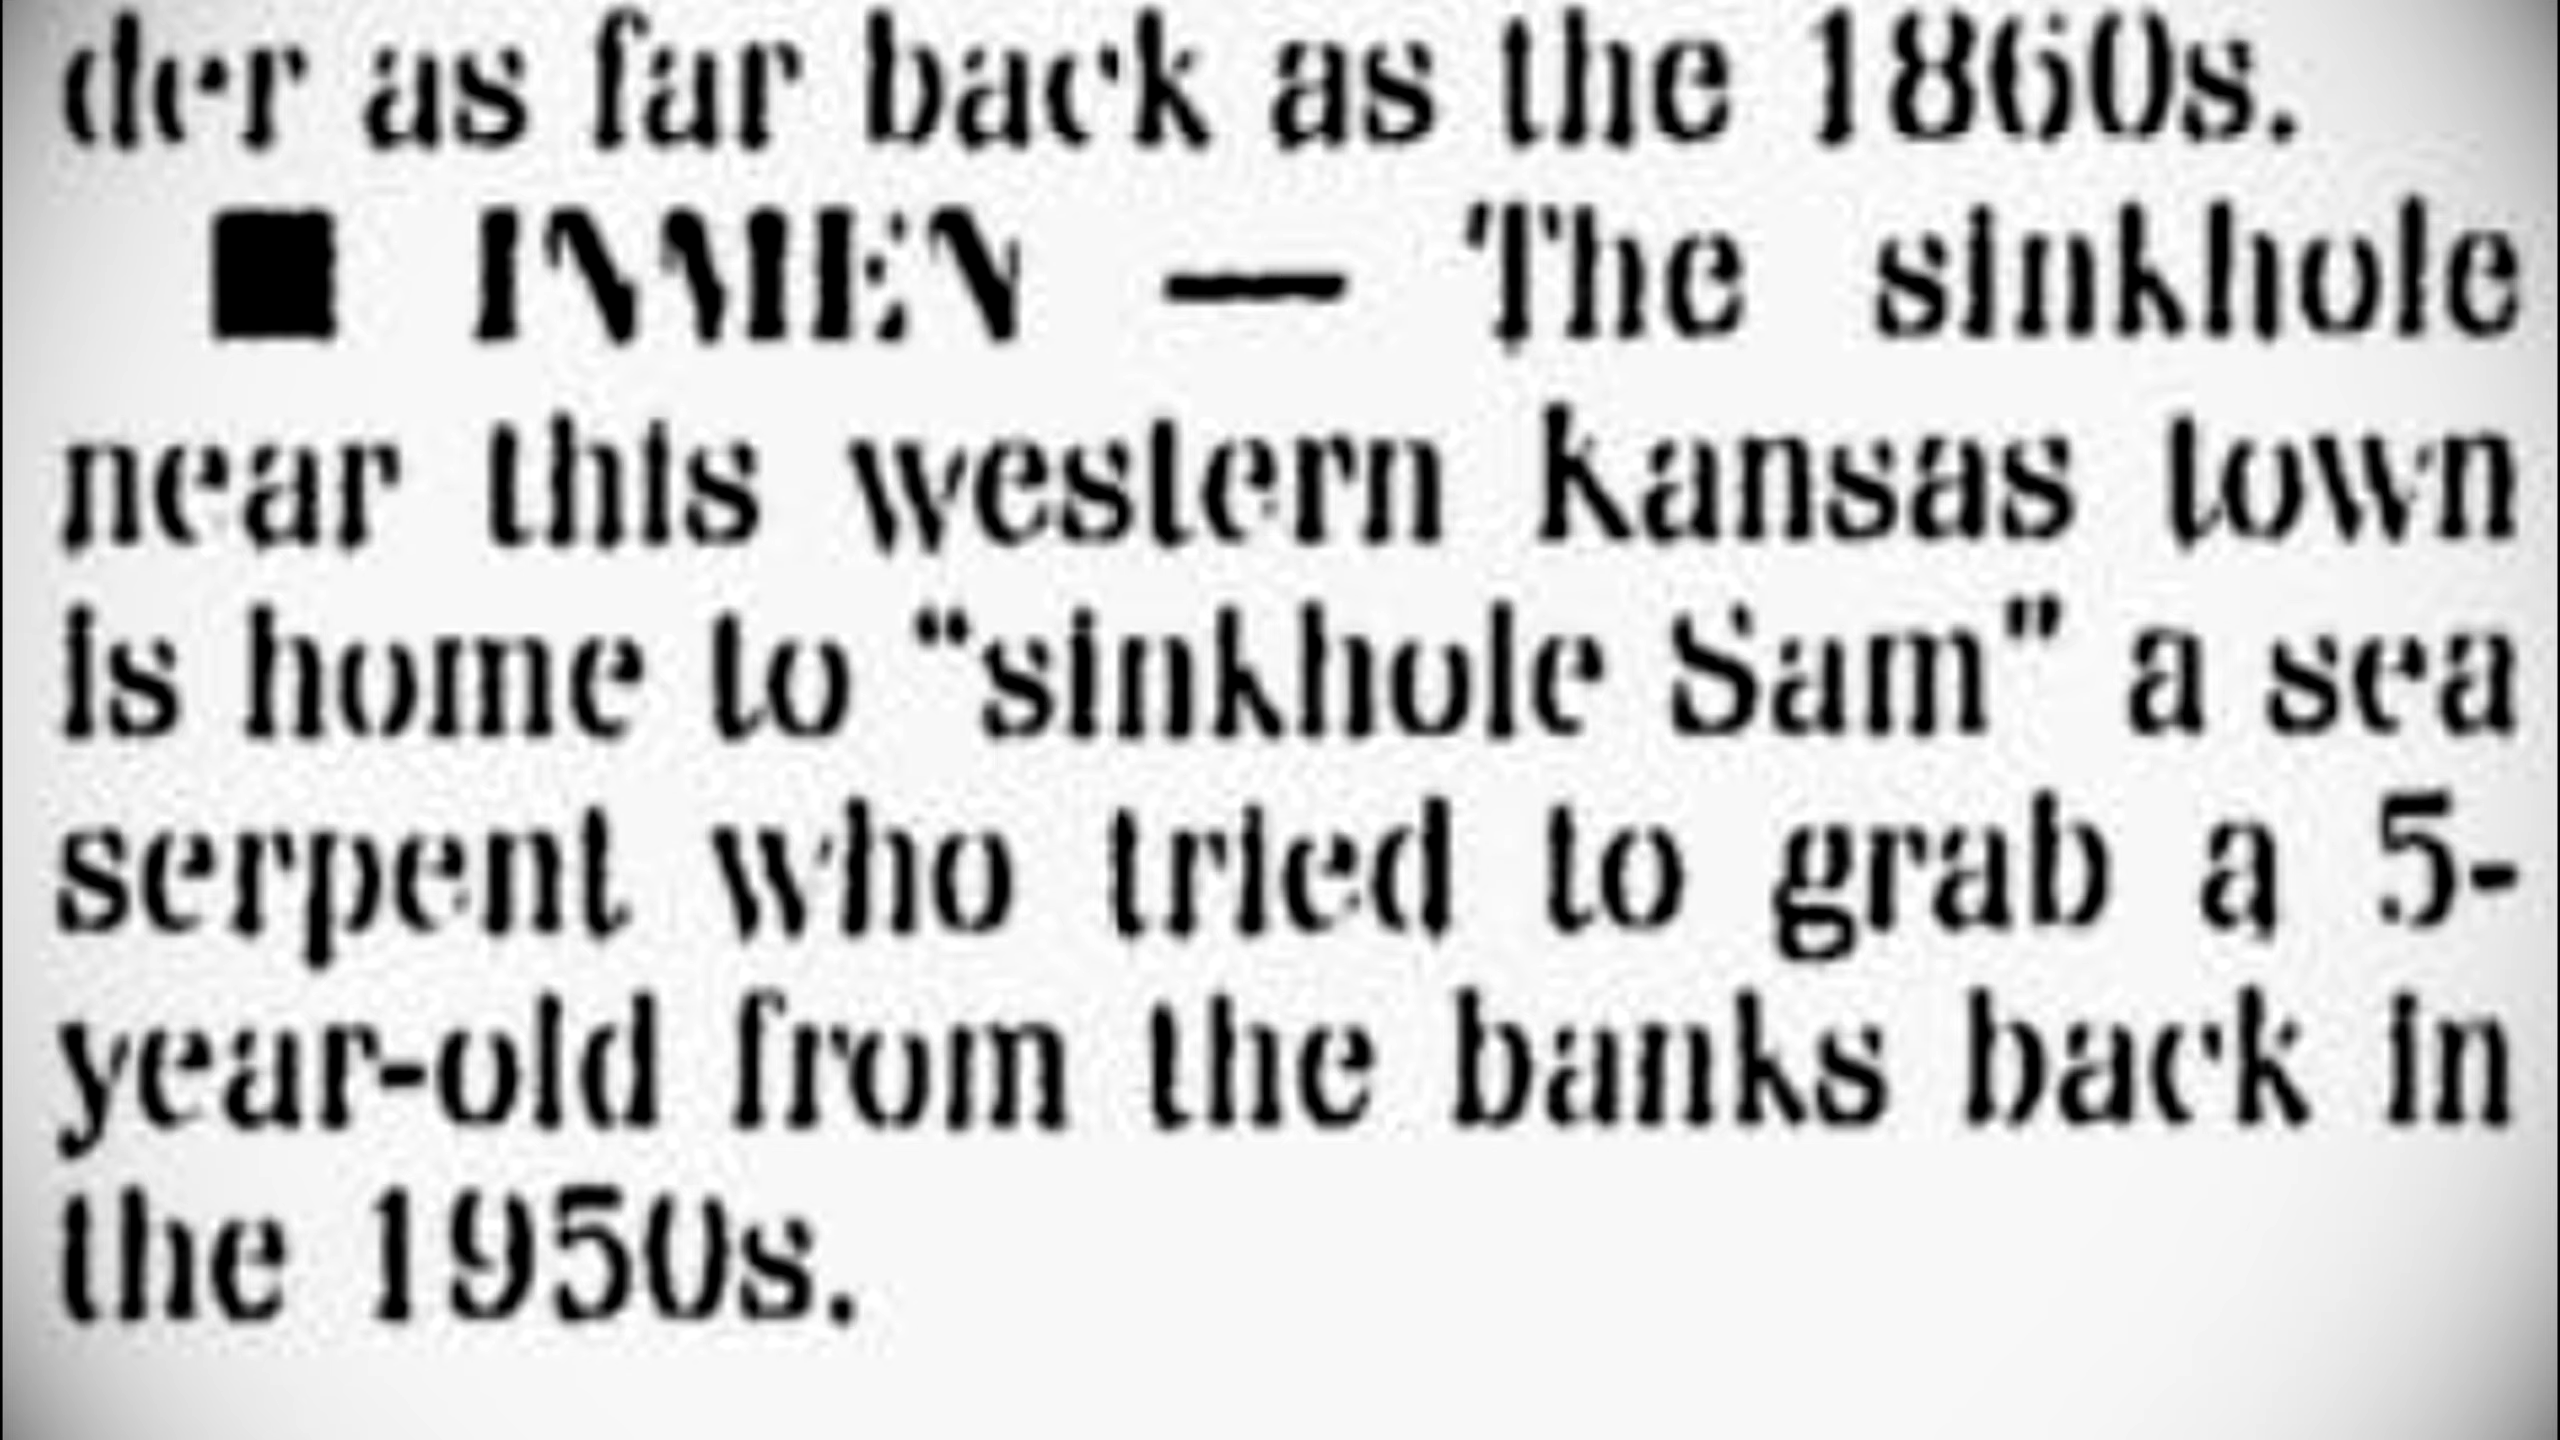 der as far back as the 1860s.
■ INMEN — The sinkhole
near this western Kansas town
is home to “sinkhole Sam” a sea
serpent who tried to grab a 5-
year-old from the banks back in
the 1950s.